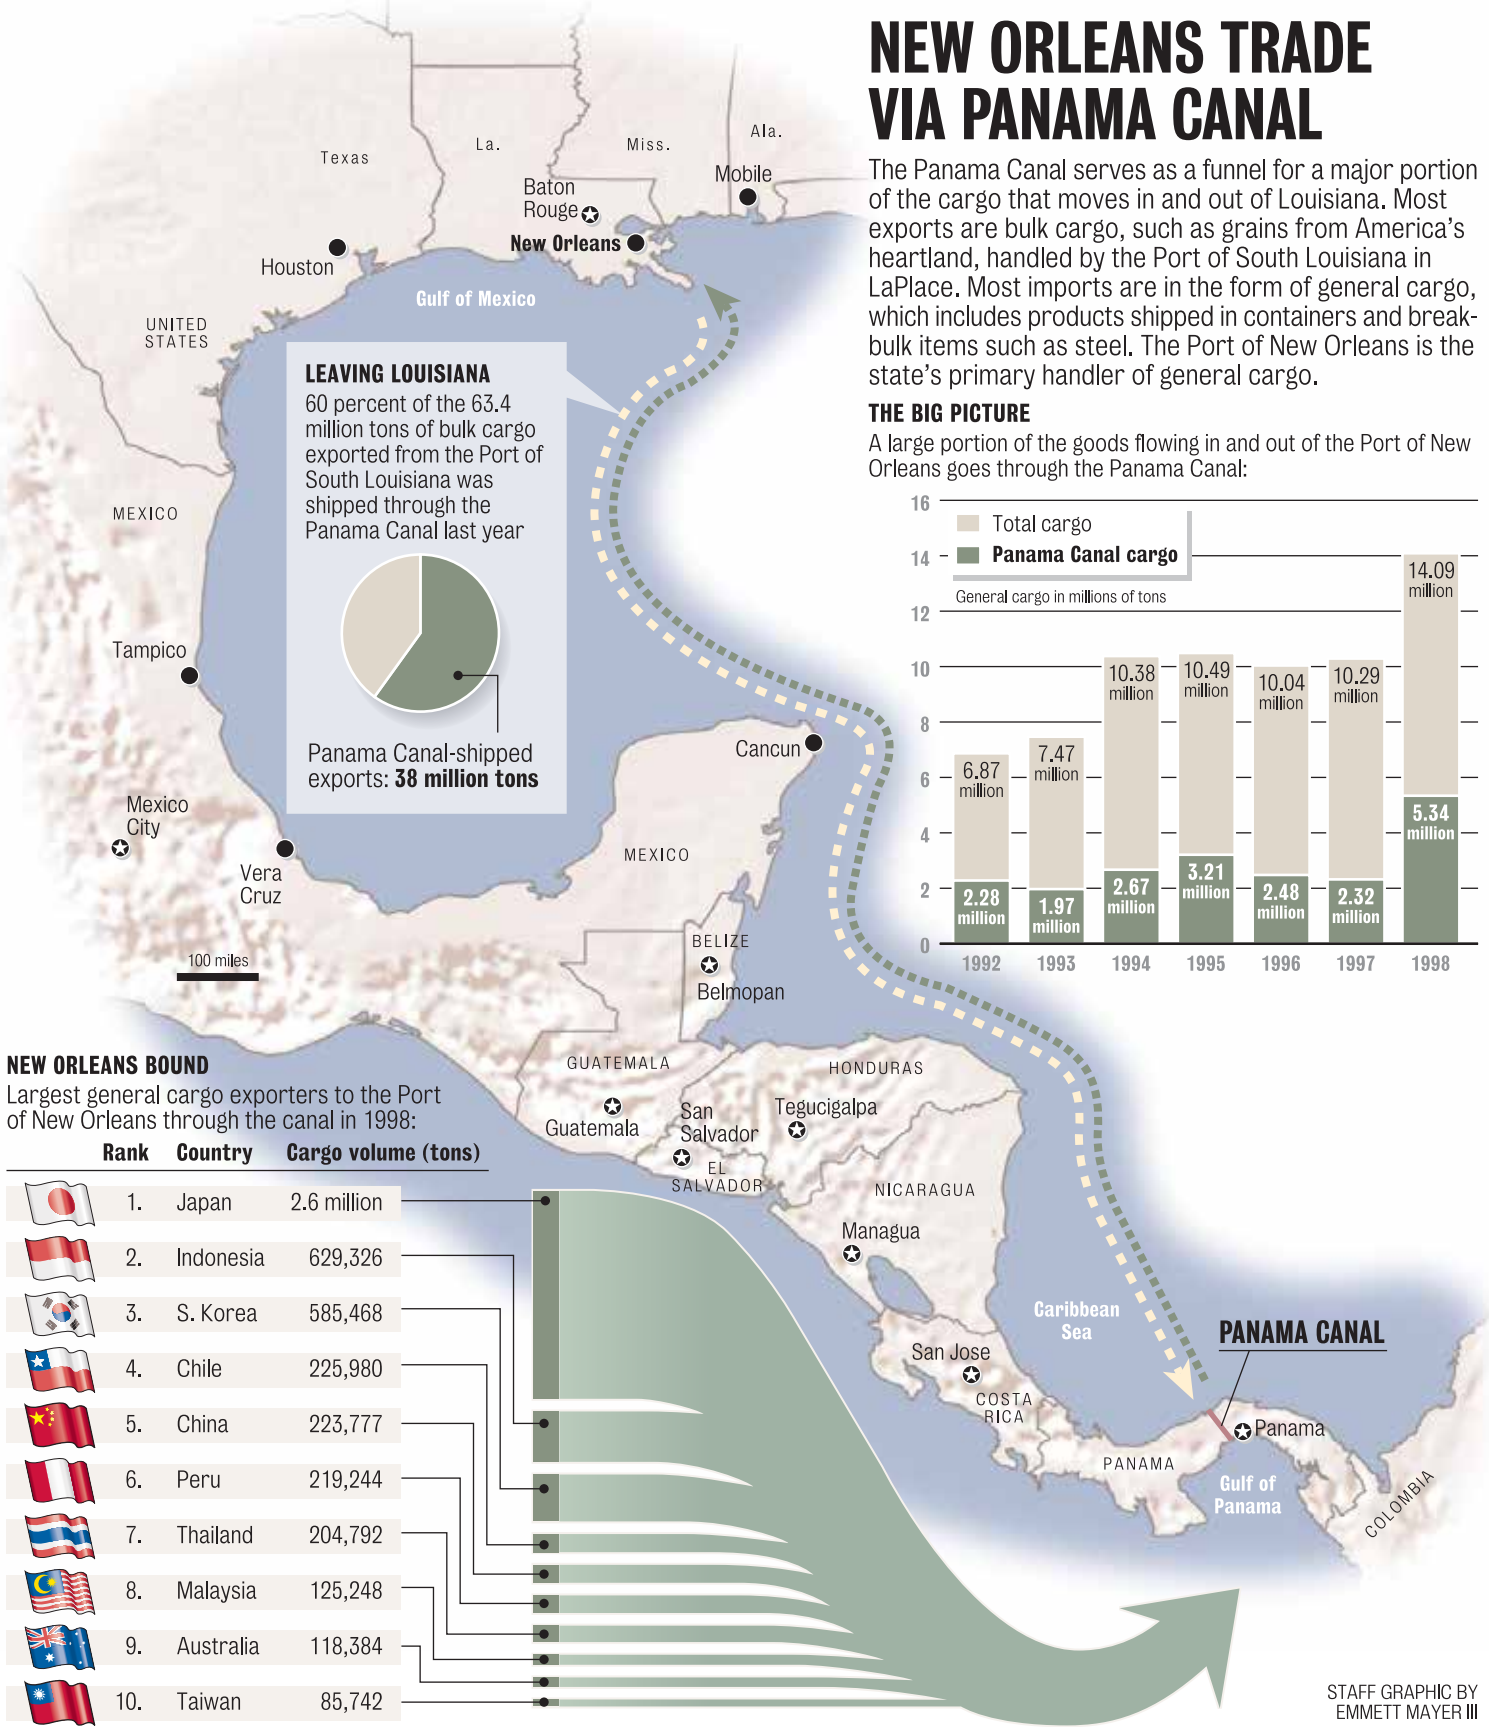 NEW ORLEANS TRADE
VIA PANAMA CANAL
The Panama Canal serves as a funnel for a major portion
of the cargo that moves in and out of Louisiana. Most
exports are bulk cargo, such as grains from America's
heartland, handled by the Port of South Louisiana in
LaPlace. Most imports are in the form of general cargo,
which includes products shipped in containers and break-
bulk items such as steel. The Port of New Orleans is the
state's primary handler of general cargo.
THE BIG PICTURE
A large portion of the goods flowing in and out of the Port of New
Orleans goes through the Panama Canal:
16
14
12
10
8
6
4
2
0
Total cargo
Panama Canal cargo
General cargo in millions of tons
6.87
million
7.47
million
10.38
million
10.49
million
10.04
million
10.29
million
14.09
million
2.28
million
1.97
million
2.67
million
3.21
million
2.48
million
2.32
million
5.34
million
1992
1993
1994
1995
1996
1997
1998
Texas
La.
Miss.
Ala.
Baton
Rouge
Mobile
New Orleans
Houston
Gulf of Mexico
UNITED
STATES
LEAVING LOUISIANA
60 percent of the 63.4
million tons of bulk cargo
exported from the Port of
South Louisiana was
shipped through the
Panama Canal last year
Panama Canal-shipped
exports: 38 million tons
MEXICO
Tampico
Mexico
City
Vera
Cruz
Cancun
MEXICO
100 miles
BELIZE
Belmopan
GUATEMALA
Guatemala
HONDURAS
San
Salvador
Tegucigalpa
EL
SALVADOR
NICARAGUA
Managua
Caribbean
Sea
San Jose
COSTA
RICA
PANAMA CANAL
Panama
PANAMA
Gulf of
Panama
COLOMBIA
NEW ORLEANS BOUND
Largest general cargo exporters to the Port
of New Orleans through the canal in 1998:
Rank Country Cargo volume (tons)
1. Japan 2.6 million
2. Indonesia 629,326
3. S. Korea 585,468
4. Chile 225,980
5. China 223,777
6. Peru 219,244
7. Thailand 204,792
8. Malaysia 125,248
9. Australia 118,384
10. Taiwan 85,742
STAFF GRAPHIC BY
EMMETT MAYER III